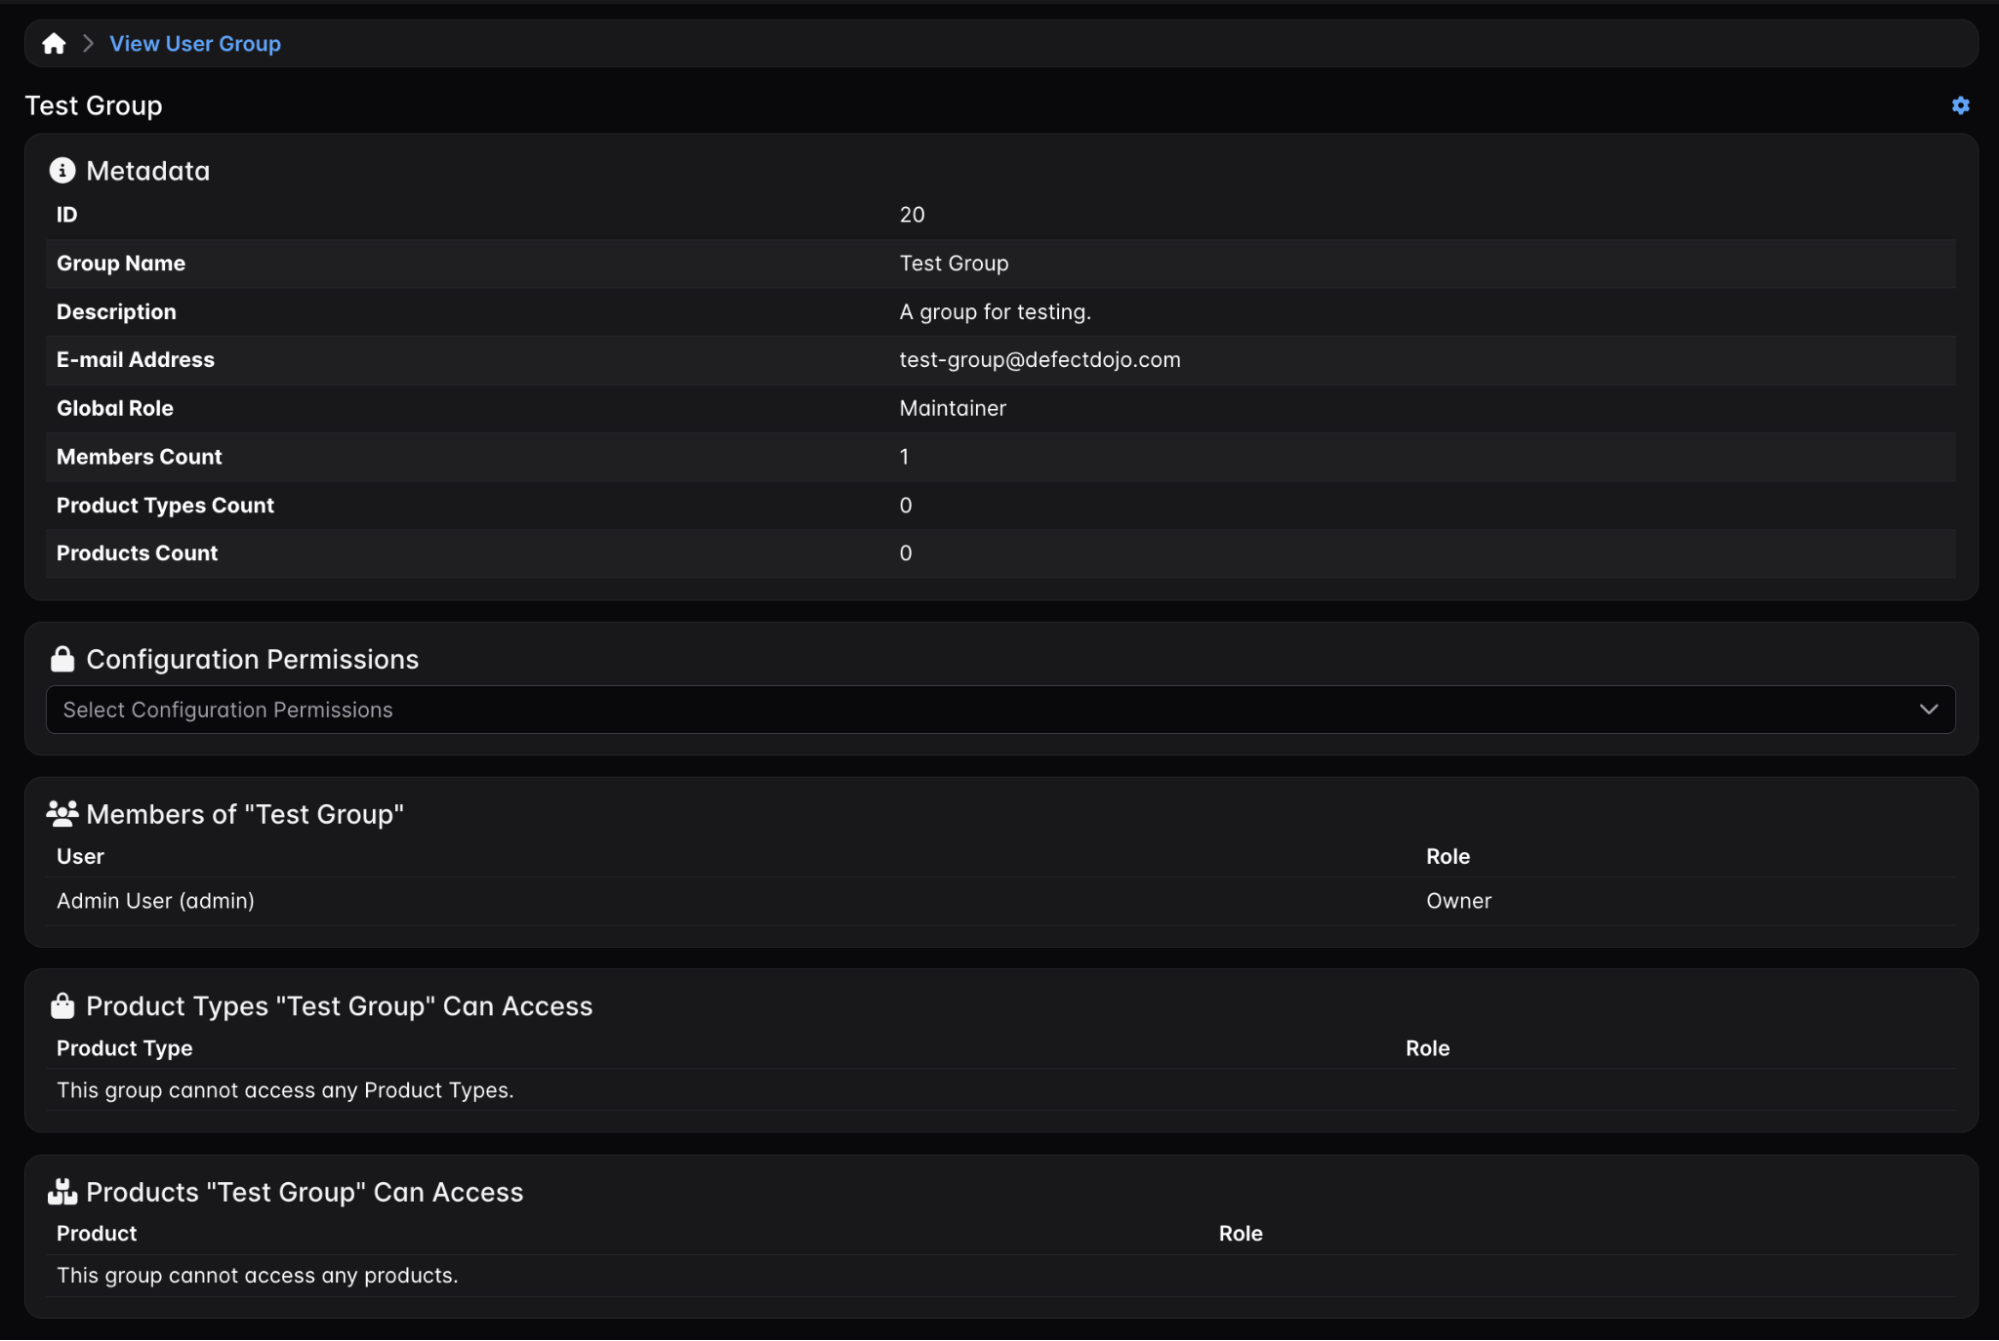 View User Group
Test Group
Metadata
ID 20
Group Name Test Group
Description A group for testing.
E-mail Address test-group@defectdojo.com
Global Role Maintainer
Members Count 1
Product Types Count 0
Products Count 0
Configuration Permissions
Select Configuration Permissions
Members of "Test Group"
User Role
Admin User (admin) Owner
Product Types "Test Group" Can Access
Product Type Role
This group cannot access any Product Types.
Products "Test Group" Can Access
Product Role
This group cannot access any products.